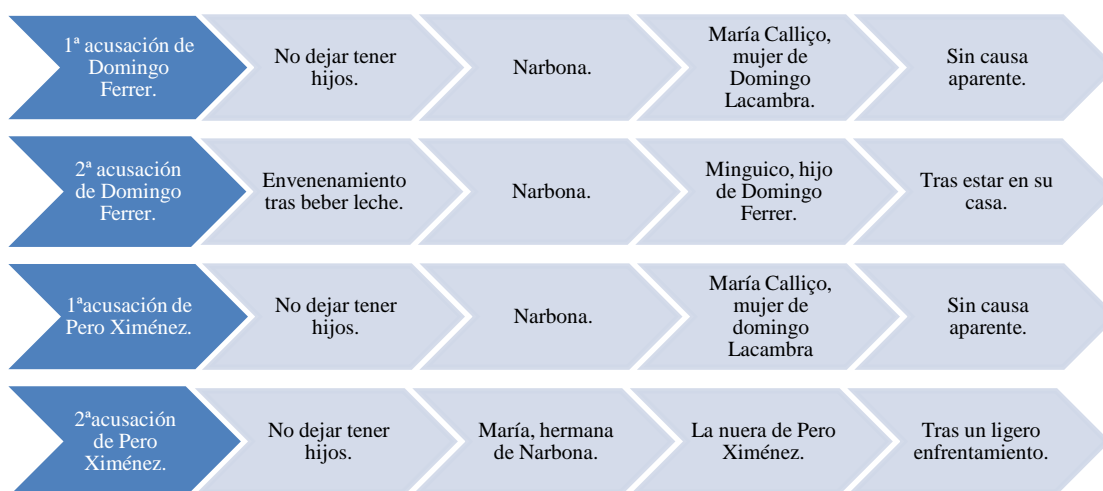 1ª acusación de
Domingo
Ferrer.
No dejar tener
hijos.
Narbona.
María Calliço,
mujer de
Domingo
Lacambra.
Sin causa
aparente.
2ª acusación
de Domingo
Ferrer.
Envenenamiento
tras beber leche.
Narbona.
Minguico, hijo
de Domingo
Ferrer.
Tras estar en su
casa.
1ªacusación de
Pero Ximénez.
No dejar tener
hijos.
Narbona.
María Calliço,
mujer de
domingo
Lacambra
Sin causa
aparente.
2ªacusación
de Pero
Ximénez.
No dejar tener
hijos.
María, hermana
de Narbona.
La nuera de Pero
Ximénez.
Tras un ligero
enfrentamiento.